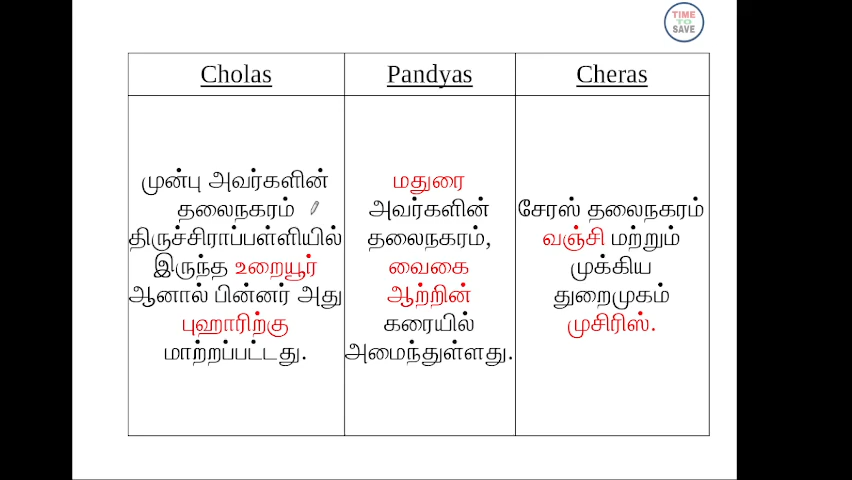 TIME
TO
SAVE
Cholas
Pandyas
Cheras
முன்பு அவர்களின்
தலைநகரம்
திருச்சிராப்பள்ளியில்
இருந்த உறையூர்
ஆனால் பின்னர் அது
புஹாரிற்கு
மாற்றப்பட்டது.
மதுரை
அவர்களின்
தலைநகரம்,
வைகை
ஆற்றின்
கரையில்
அமைந்துள்ளது.
சேரஸ் தலைநகரம்
வஞ்சி மற்றும்
முக்கிய
துறைமுகம்
முசிரிஸ்.